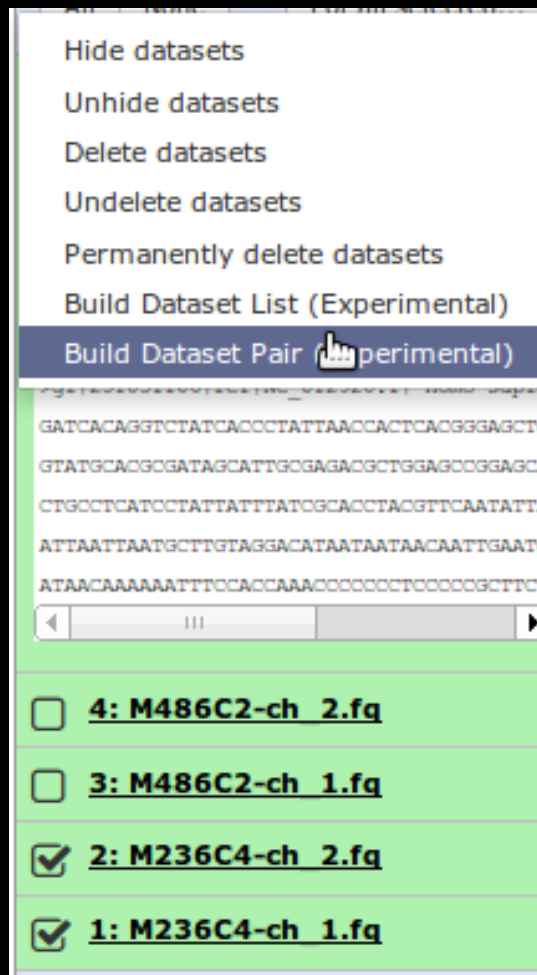 Hide datasets
Unhide datasets
Delete datasets
Undelete datasets
Permanently delete datasets
Build Dataset List (Experimental)
Build Dataset Pair
GATCACAGGTCTATCACCCTATTAACCACTCACGGGAGCT
GTATGCACGCGATAGCATTGCGAGACGCTGGAGCCGGAGC
CTGCCTCATCCTATTATTTATCGCACCTACGTTCAATATT
ATTAATTAATGCTTGTAGGACATAATAATAACAATTGAAT
ATAACAAAAAATTTCCACCAAACCCCCCCTCCCCCGCTTC
4: M486C2-ch_2.fq
3: M486C2-ch_1.fq
2: M236C4-ch_2.fq
1: M236C4-ch_1.fq